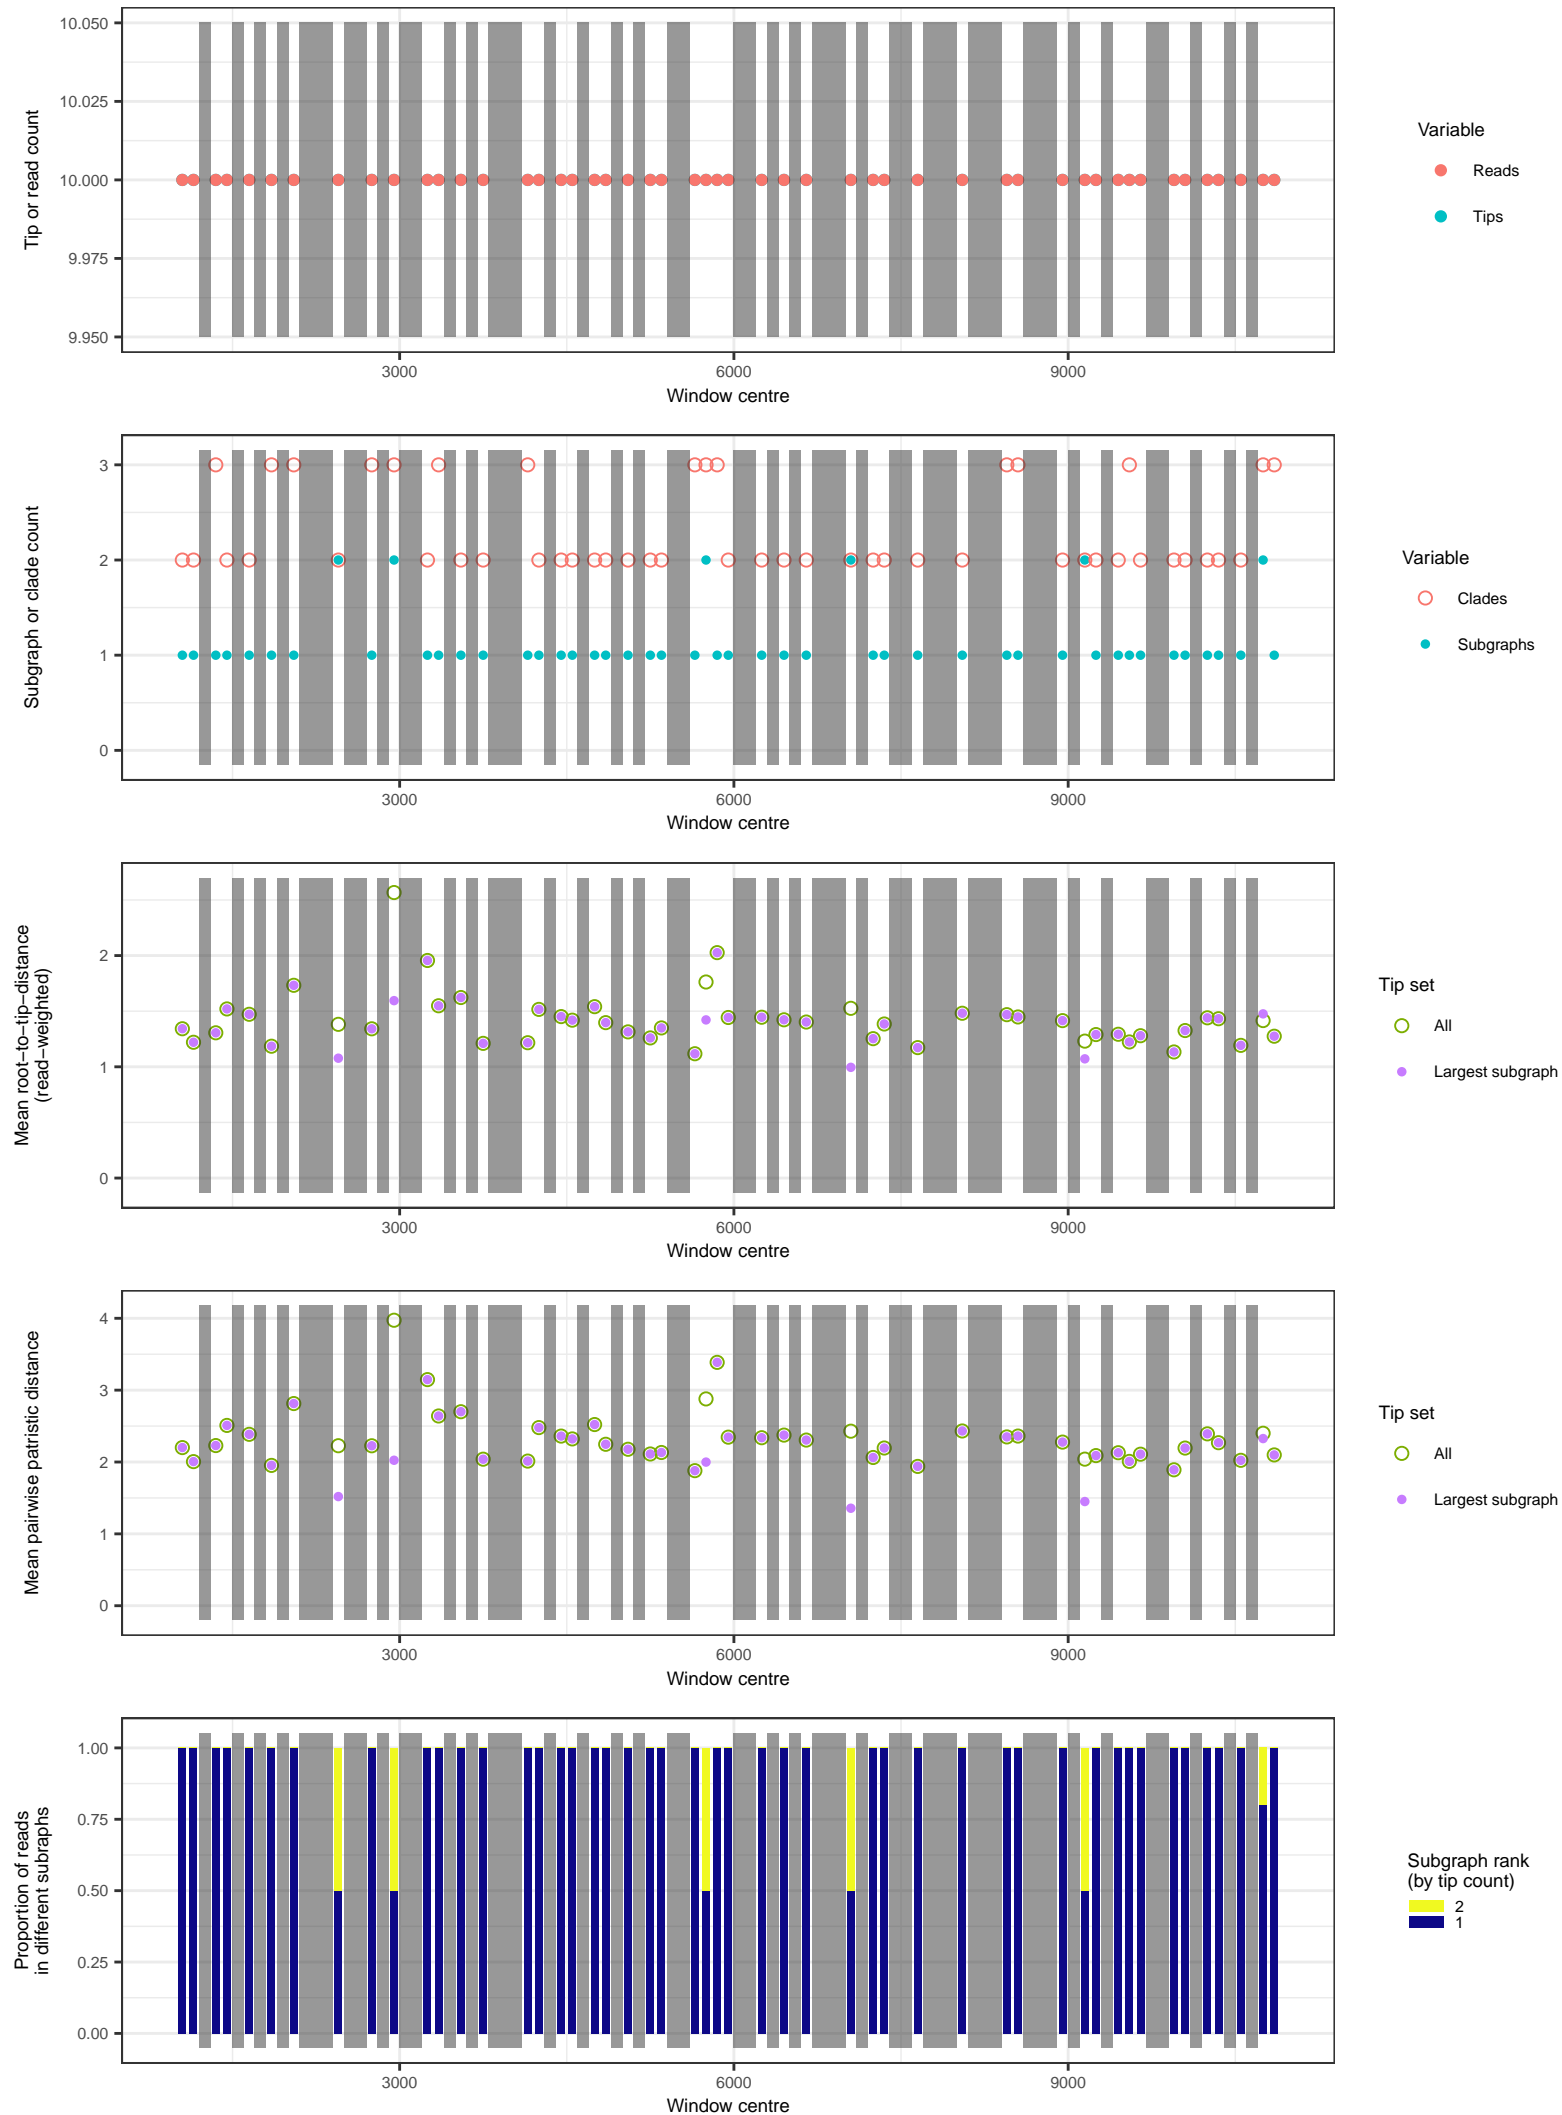 10.050
10.025
10.000
9.975
9.950
Tip or read count
3000
6000
9000
Window centre
Variable
Reads
Tips
3
2
1
0
Subgraph or clade count
3000
6000
9000
Window centre
Variable
Clades
Subgraphs
2
1
0
Mean root−to−tip−distance
(read−weighted)
3000
6000
9000
Window centre
Tip set
All
Largest subgraph
4
3
2
1
0
Mean pairwise patristic distance
3000
6000
9000
Window centre
Tip set
All
Largest subgraph
1.00
0.75
0.50
0.25
0.00
Proportion of reads
in different subraphs
3000
6000
9000
Window centre
Subgraph rank
(by tip count)
2
1